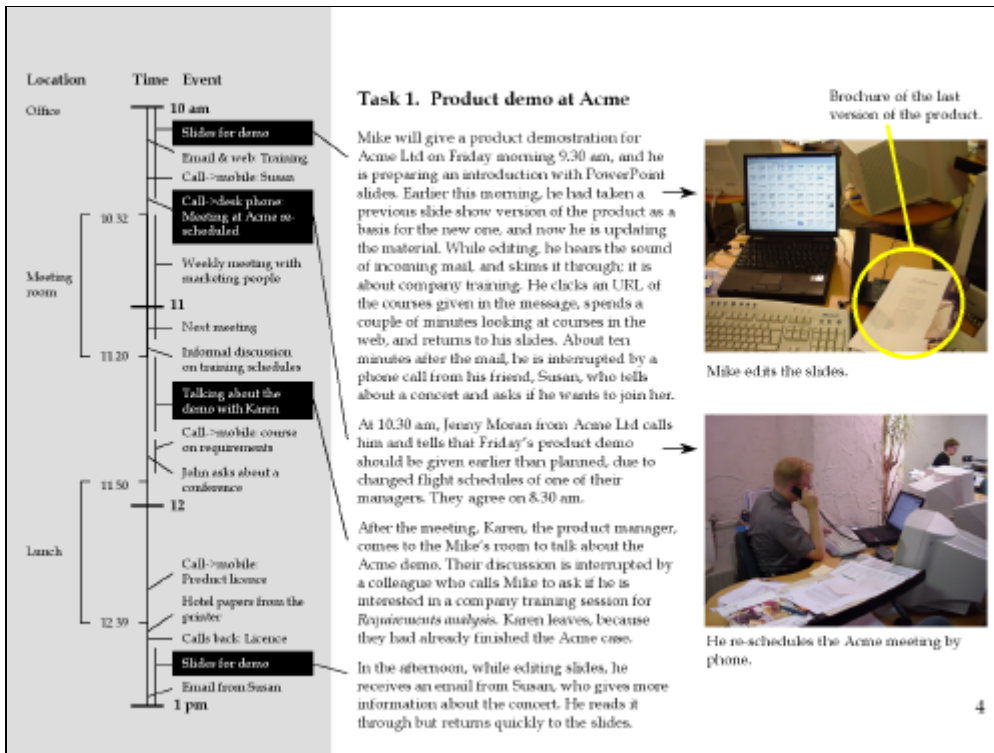 Location Time Event
Office
10 am
Slides for demo
Email & web: Training
Call->mobile: Susan
Call->desk phone:
Meeting at Acme re-
scheduled
10.32
Weekly meeting with
marketing people
Meeting
room
11
Next meeting
11.20
Informal discussion
on training schedules
Talking about the
demo with Karen
Call->mobile: course
on requirements
John asks about a
conference
11.50
12
Lunch
Call->mobile:
Product licence
Hotel papers from the
printer
12.39
Calls back: Licence
Slides for demo
Email from Susan
1 pm
Task 1. Product demo at Acme
Mike will give a product demostration for
Acme Ltd on Friday morning 9.30 am, and he
is preparing an introduction with PowerPoint
slides. Earlier this morning, he had taken a
previous slide show version of the product as a
basis for the new one, and now he is updating
the material. While editing, he hears the sound
of incoming mail, and skims it through; it is
about company training. He clicks an URL of
the courses given in the message, spends a
couple of minutes looking at courses in the
web, and returns to his slides. About ten
minutes after the mail, he is interrupted by a
phone call from his friend, Susan, who tells
about a concert and asks if he wants to join her.
At 10.30 am, Jenny Moran from Acme Ltd calls
him and tells that Friday's product demo
should be given earlier than planned, due to
changed flight schedules of one of their
managers. They agree on 8.30 am.
After the meeting, Karen, the product manager,
comes to the Mike's room to talk about the
Acme demo. Their discussion is interrupted by
a colleague who calls Mike to ask if he is
interested in a company training session for
Requirements analysis. Karen leaves, because
they had already finished the Acme case.
In the afternoon, while editing slides, he
receives an email from Susan, who gives more
information about the concert. He reads it
through but returns quickly to the slides.
Brochure of the last
version of the product.
Mike edits the slides.
He re-schedules the Acme meeting by
phone.
4